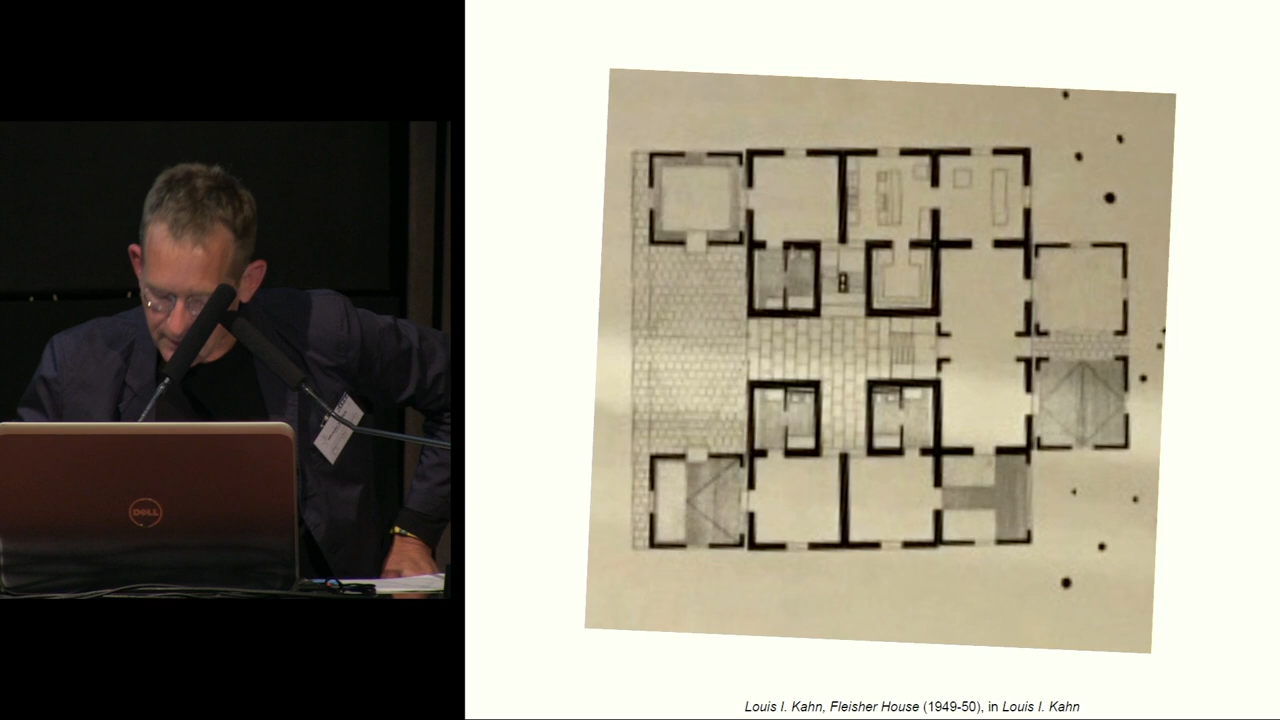 DELL
Louis I. Kahn, Fleisher House (1949-50), in Louis I. Kahn